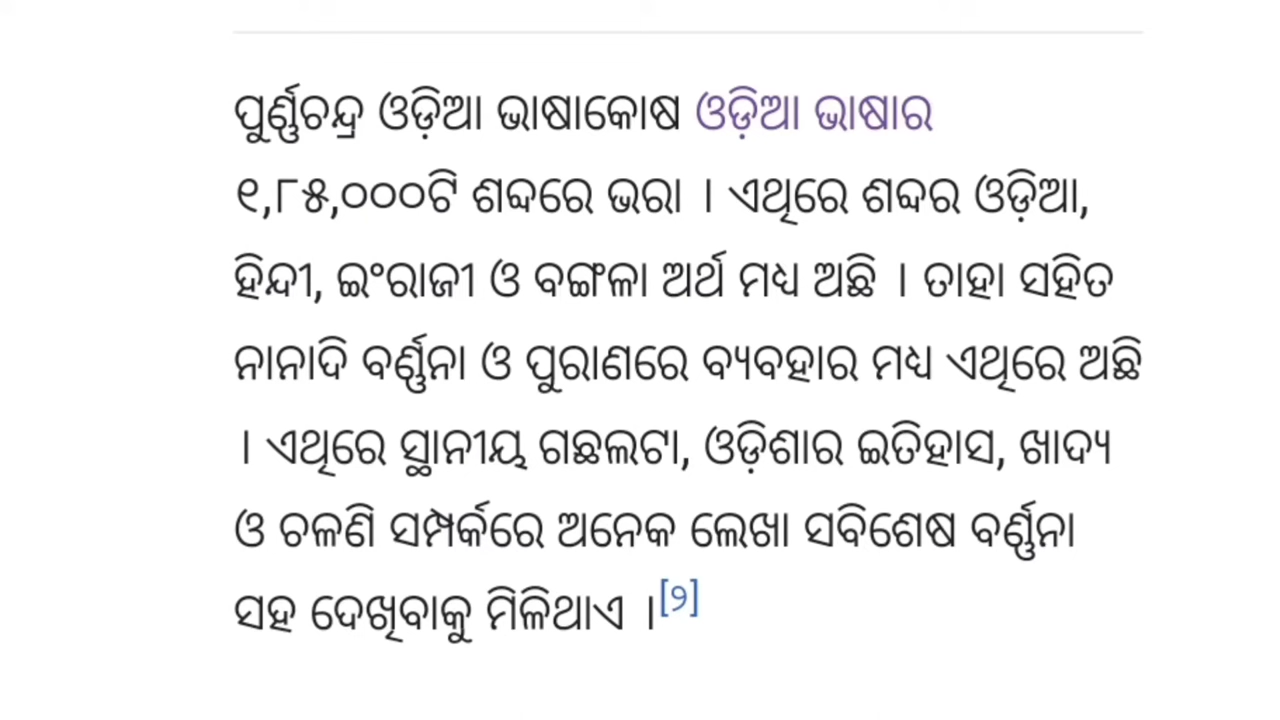 ପୁର୍ଣ୍ଣଚନ୍ଦ୍ର ଓଡ଼ିଆ ଭାଷାକୋଷ ଓଡ଼ିଆ ଭାଷାର
୧,୮୫,୦୦୦ଟି ଶବ୍ଦରେ ଭରା । ଏଥିରେ ଶବ୍ଦର ଓଡ଼ିଆ,
ହିନ୍ଦୀ, ଇଂରାଜୀ ଓ ବଙ୍ଗଳା ଅର୍ଥ ମଧ୍ୟ ଅଛି । ତାହା ସହିତ
ନାନାଦି ବର୍ଣ୍ଣନା ଓ ପୁରାଣରେ ବ୍ୟବହାର ମଧ୍ୟ ଏଥିରେ ଅଛି
। ଏଥିରେ ସ୍ଥାନୀୟ ଗଛଲଟା, ଓଡ଼ିଶାର ଇତିହାସ, ଖାଦ୍ୟ
ଓ ଚଳଣି ସମ୍ପର୍କରେ ଅନେକ ଲେଖା ସବିଶେଷ ବର୍ଣ୍ଣନା
ସହ ଦେଖିବାକୁ ମିଳିଥାଏ ।[୨]